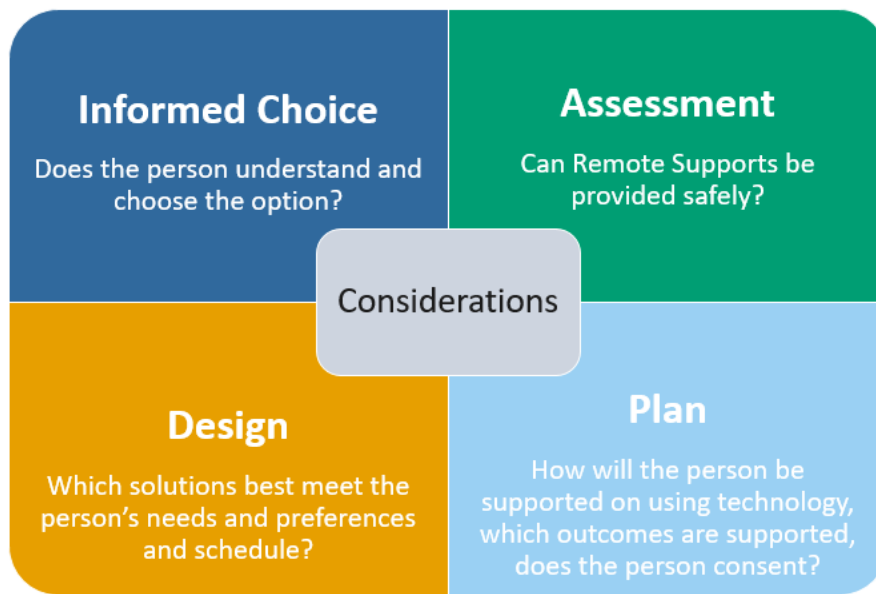 Informed Choice
Does the person understand and
choose the option?
Assessment
Can Remote Supports be
provided safely?
Considerations
Design
Which solutions best meet the
person’s needs and preferences
and schedule?
Plan
How will the person be
supported on using technology,
which outcomes are supported,
does the person consent?